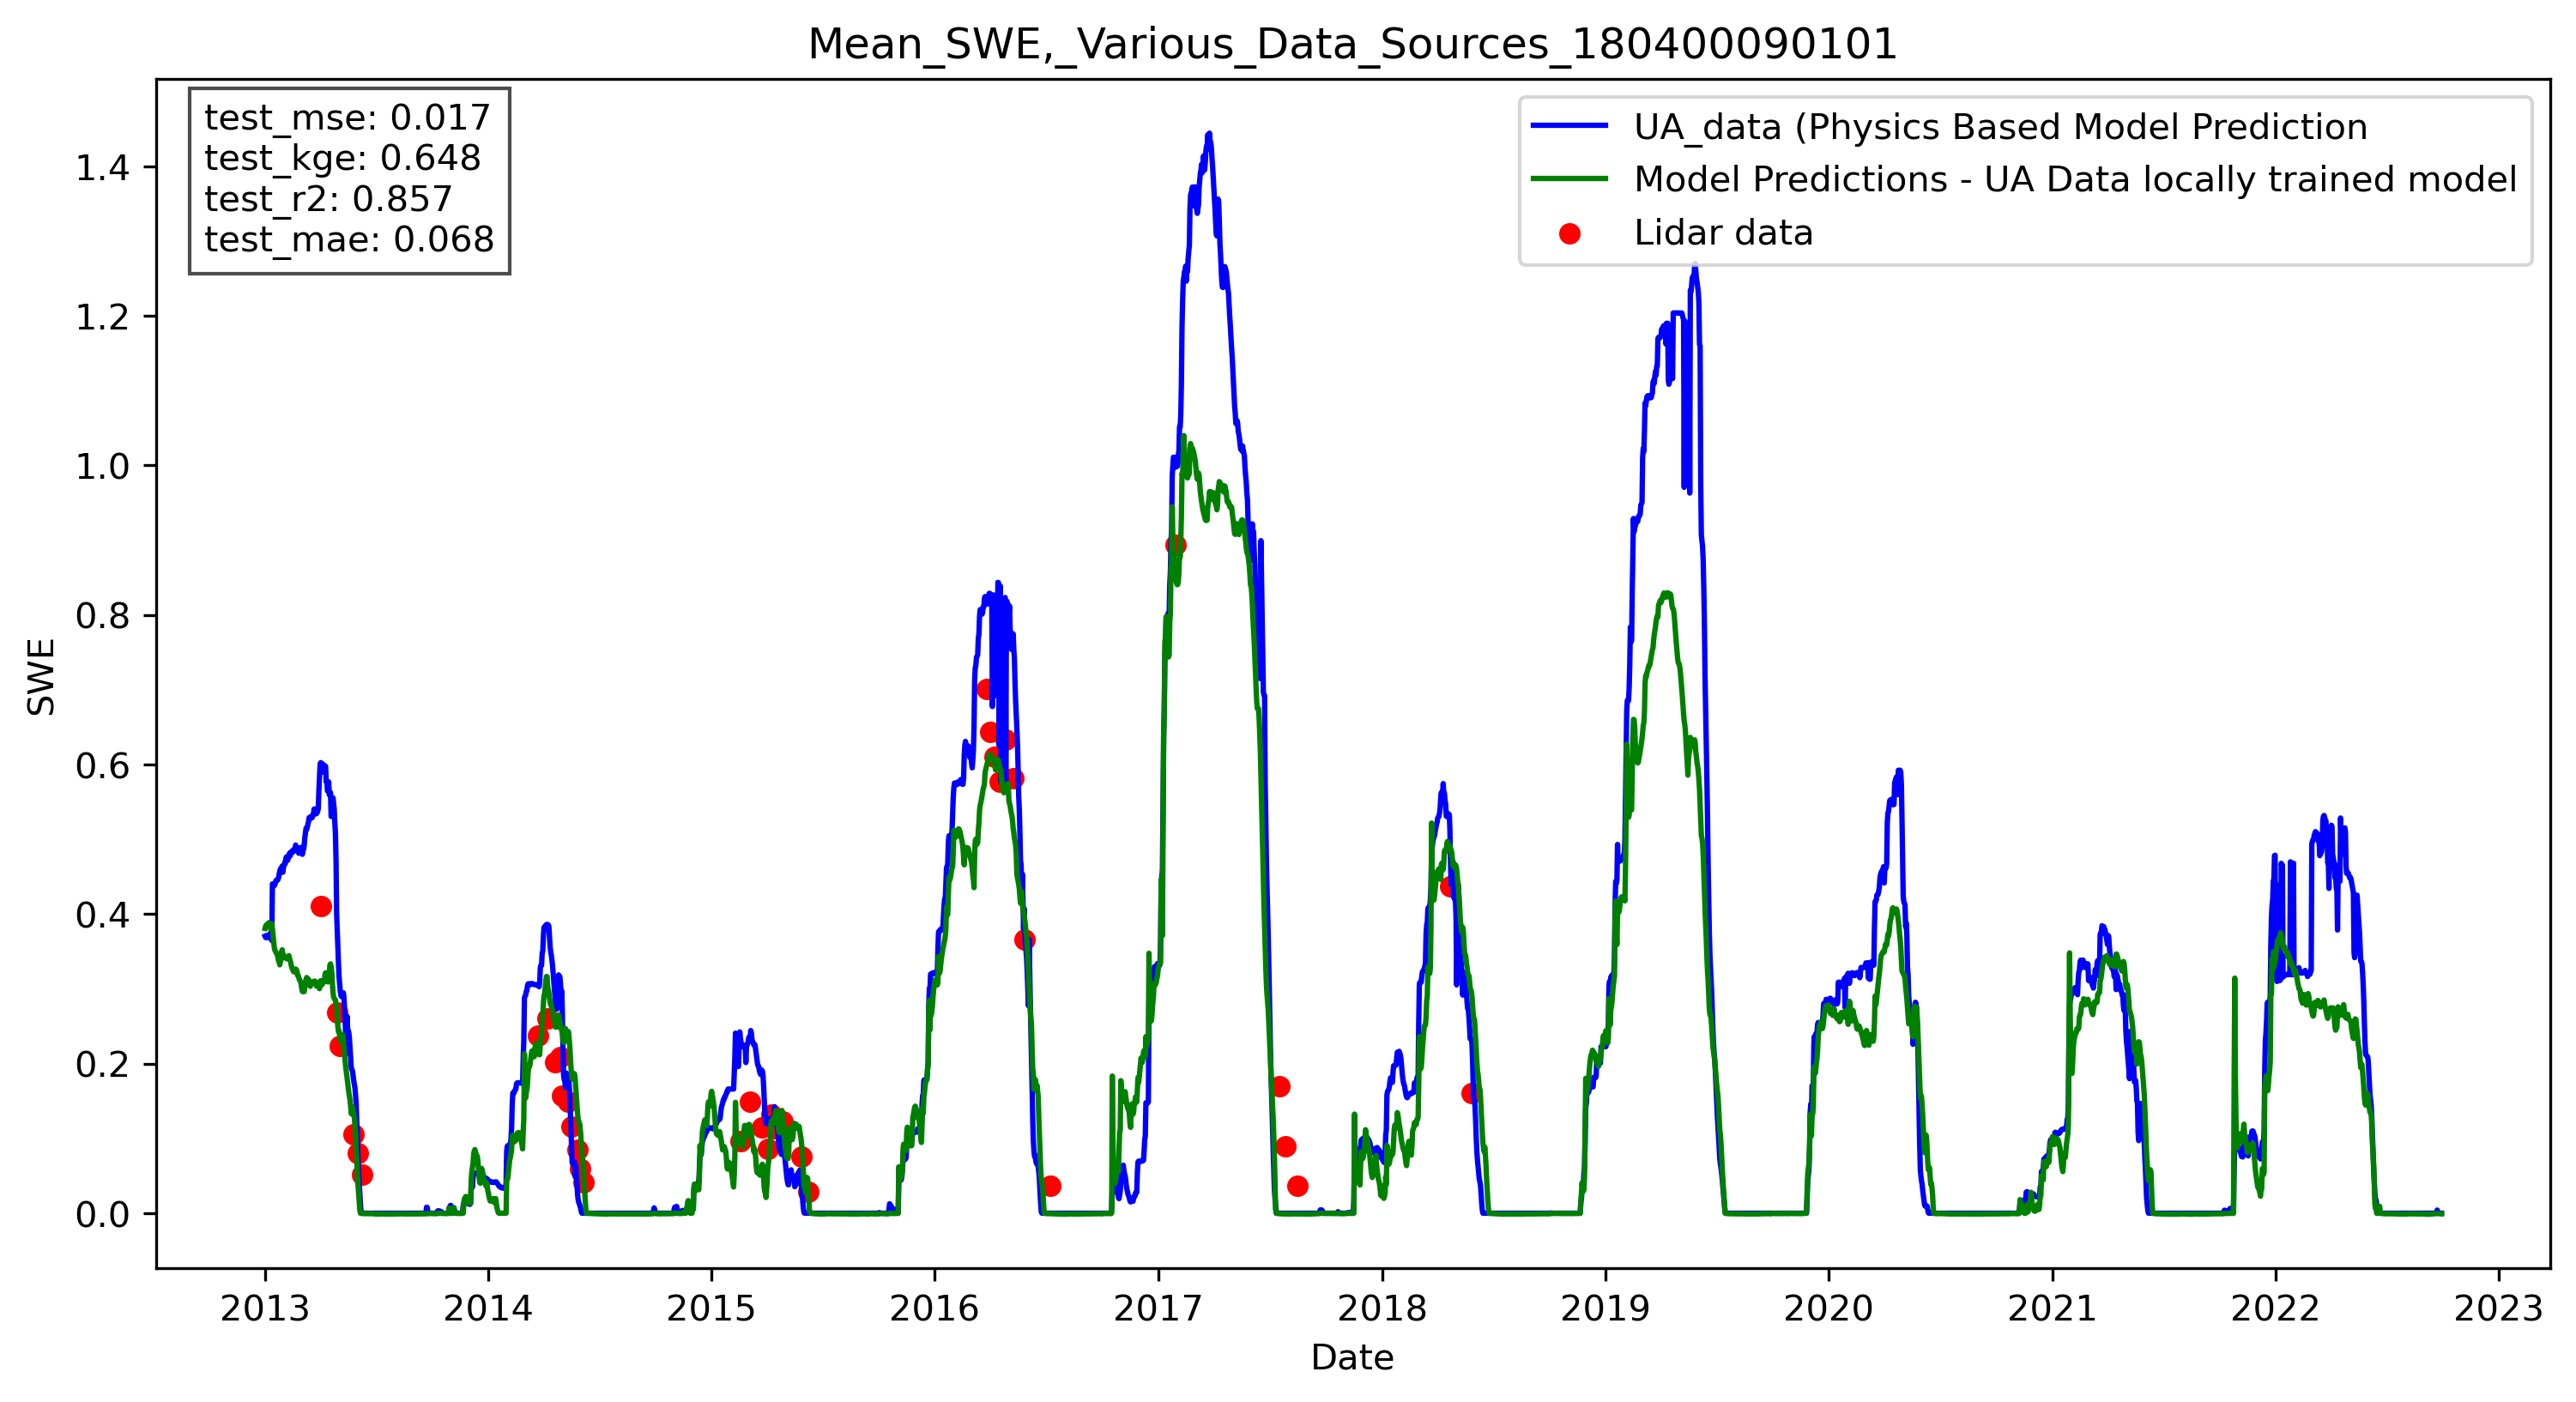 Mean_SWE,_Various_Data_Sources_180400090101
test_mse: 0.017
test_kge: 0.648
test_r2: 0.857
test_mae: 0.068
UA_data (Physics Based Model Prediction
Model Predictions - UA Data locally trained model
Lidar data
1.4
1.2
1.0
0.8
0.6
0.4
0.2
0.0
SWE
2013 2014 2015 2016 2017 2018 2019 2020 2021 2022 2023
Date